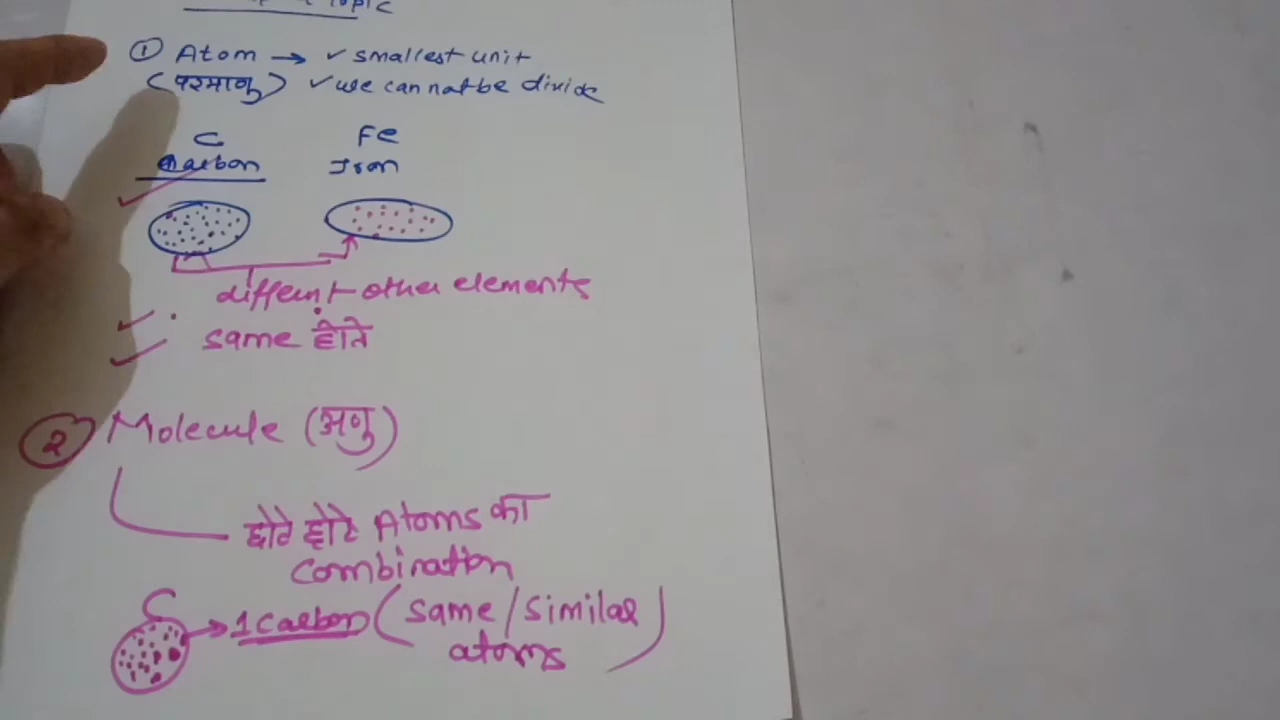 Topic
① Atom → ✓ smallest unit
(परमाणु) ✓ we can not be divide
C Fe
Carbon Iron
different other elements
same होते
2 Molecule (अणु)
छोटे छोटे Atoms का
combination
C
→ 1 Carbon (same/similar
atoms)